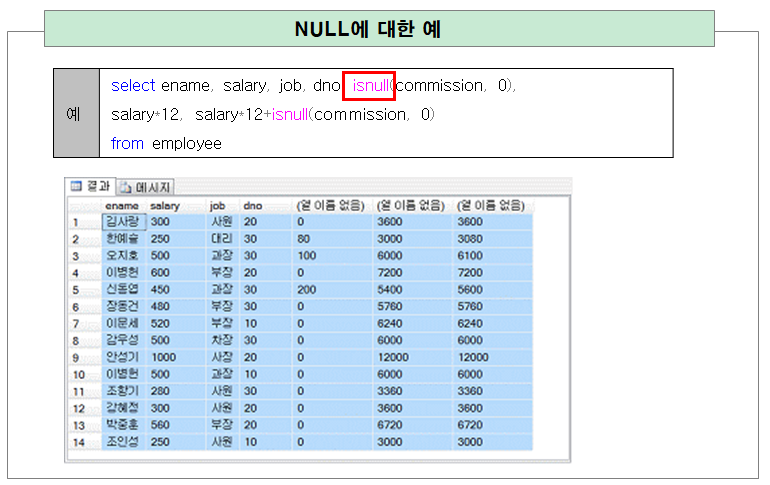 NULL에 대한 예
예
select ename, salary, job, dno, isnull(commission, 0),
salary*12, salary*12+isnull(commission, 0)
from employee
결과 메시지
ename salary job dno (열 이름 없음) (열 이름 없음) (열 이름 없음)
1 김사랑 300 사원 20 0 3600 3600
2 한예슬 250 대리 30 80 3000 3080
3 오지호 500 과장 30 100 6000 6100
4 이병헌 600 부장 20 0 7200 7200
5 신동엽 450 과장 30 200 5400 5600
6 장동건 480 부장 30 0 5760 5760
7 이문세 520 부장 10 0 6240 6240
8 감우성 500 차장 30 0 6000 6000
9 안성기 1000 사장 20 0 12000 12000
10 이병헌 500 과장 10 0 6000 6000
11 조향기 280 사원 30 0 3360 3360
12 강혜정 300 사원 20 0 3600 3600
13 박중훈 560 부장 20 0 6720 6720
14 조인성 250 사원 10 0 3000 3000